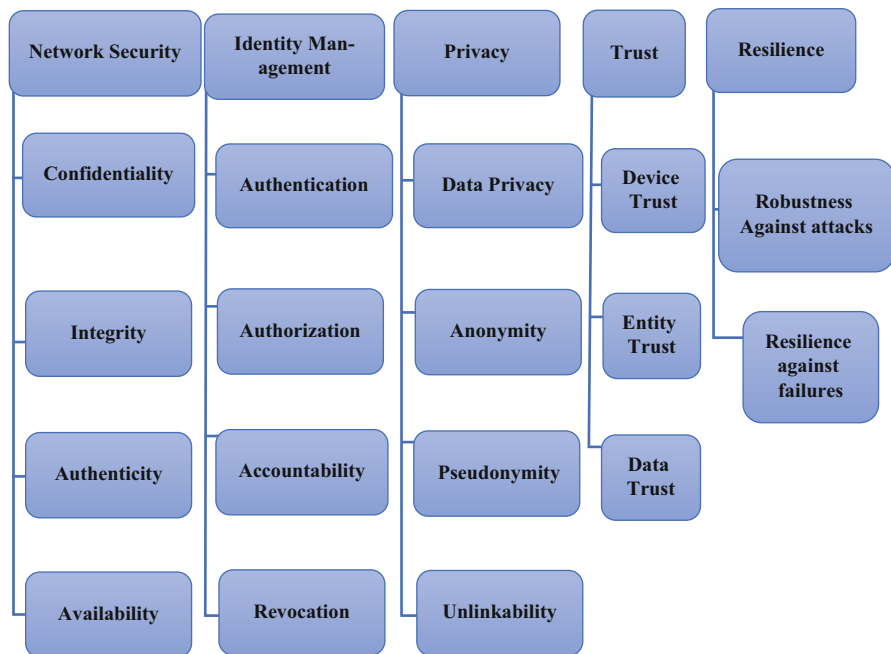 Network Security
Confidentiality
Integrity
Authenticity
Availability
Identity Man-
agement
Authentication
Authorization
Accountability
Revocation
Privacy
Data Privacy
Anonymity
Pseudonymity
Unlinkability
Trust
Device
Trust
Entity
Trust
Data
Trust
Resilience
Robustness
Against attacks
Resilience
against
failures